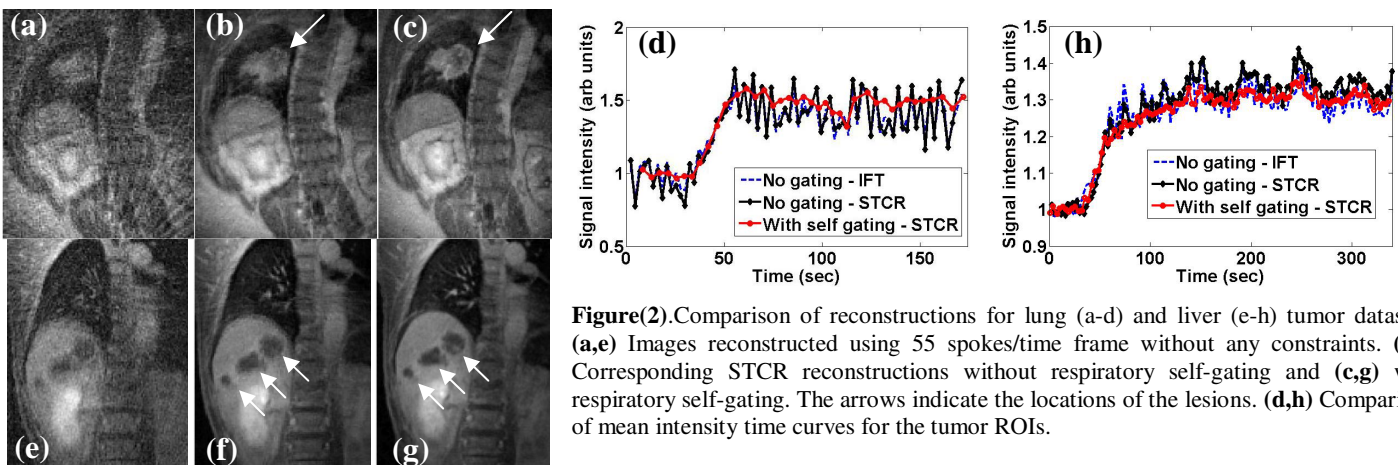 (a)
(b)
(c)
(d)
Signal intensity (arb units)
2
1.5
1
0.5
0
50
100
150
Time (sec)
No gating - IFT
No gating - STCR
With self gating - STCR
(h)
Signal intensity (arb units)
1.5
1.4
1.3
1.2
1.1
1
0.9
0
100
200
300
Time (sec)
No gating - IFT
No gating - STCR
With self gating - STCR
(e)
(f)
(g)
Figure(2).Comparison of reconstructions for lung (a-d) and liver (e-h) tumor datas
(a,e) Images reconstructed using 55 spokes/time frame without any constraints. (
Corresponding STCR reconstructions without respiratory self-gating and (c,g) w
respiratory self-gating. The arrows indicate the locations of the lesions. (d,h) Compari
of mean intensity time curves for the tumor ROIs.